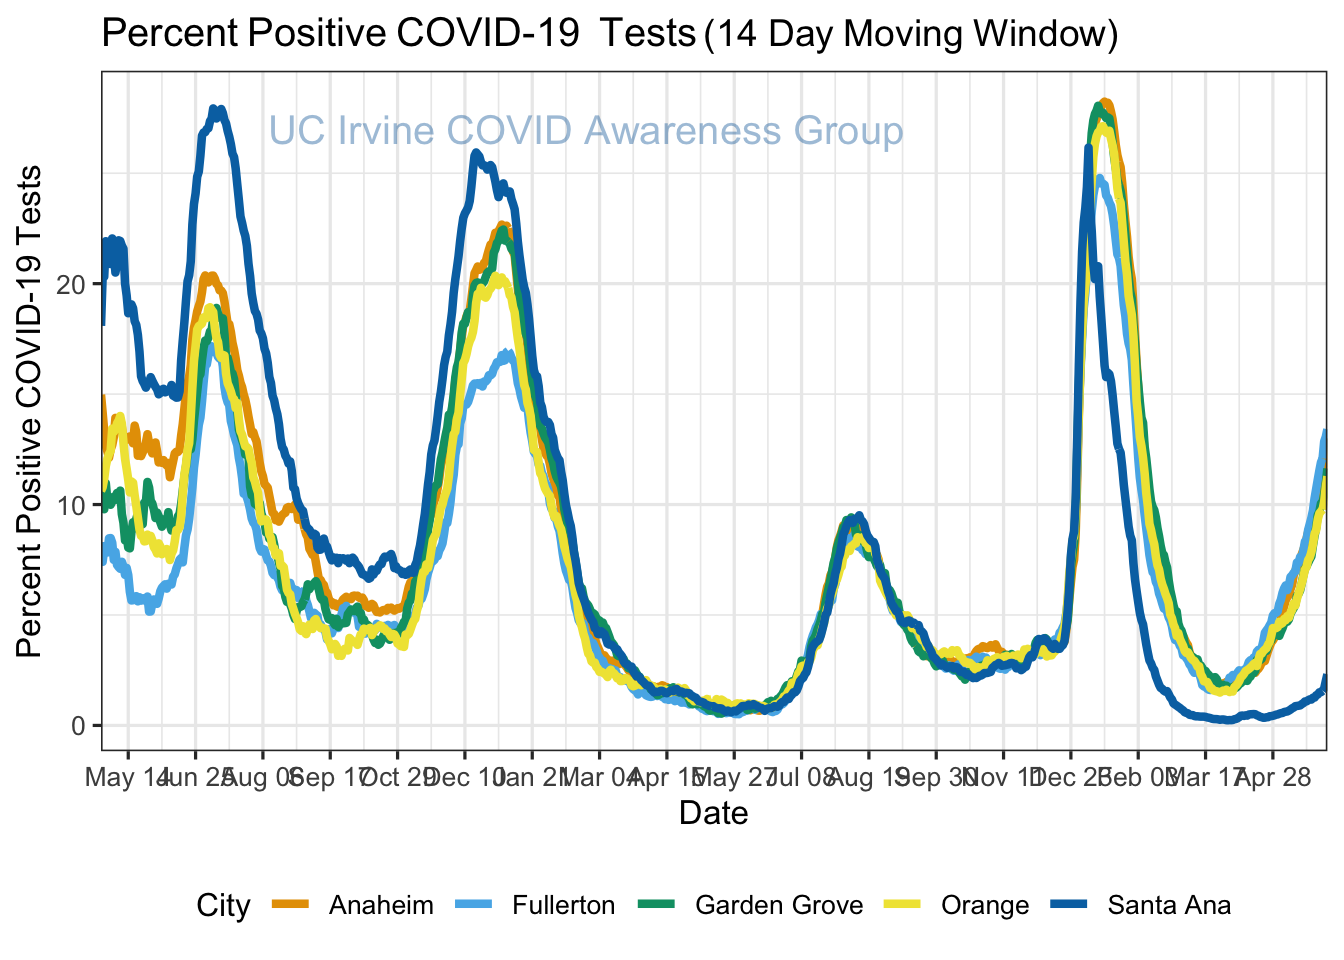 Percent Positive COVID-19 Tests (14 Day Moving Window)
UC Irvine COVID Awareness Group
Percent Positive COVID-19 Tests
20
10
0
May 14 Jun 25 Aug 06 Sep 17 Oct 29 Dec 10 Jan 21 Mar 04 Apr 15 May 27 Jul 08 Aug 19 Sep 30 Nov 11 Dec 23 Feb 03 Mar 17 Apr 28
Date
City Anaheim Fullerton Garden Grove Orange Santa Ana